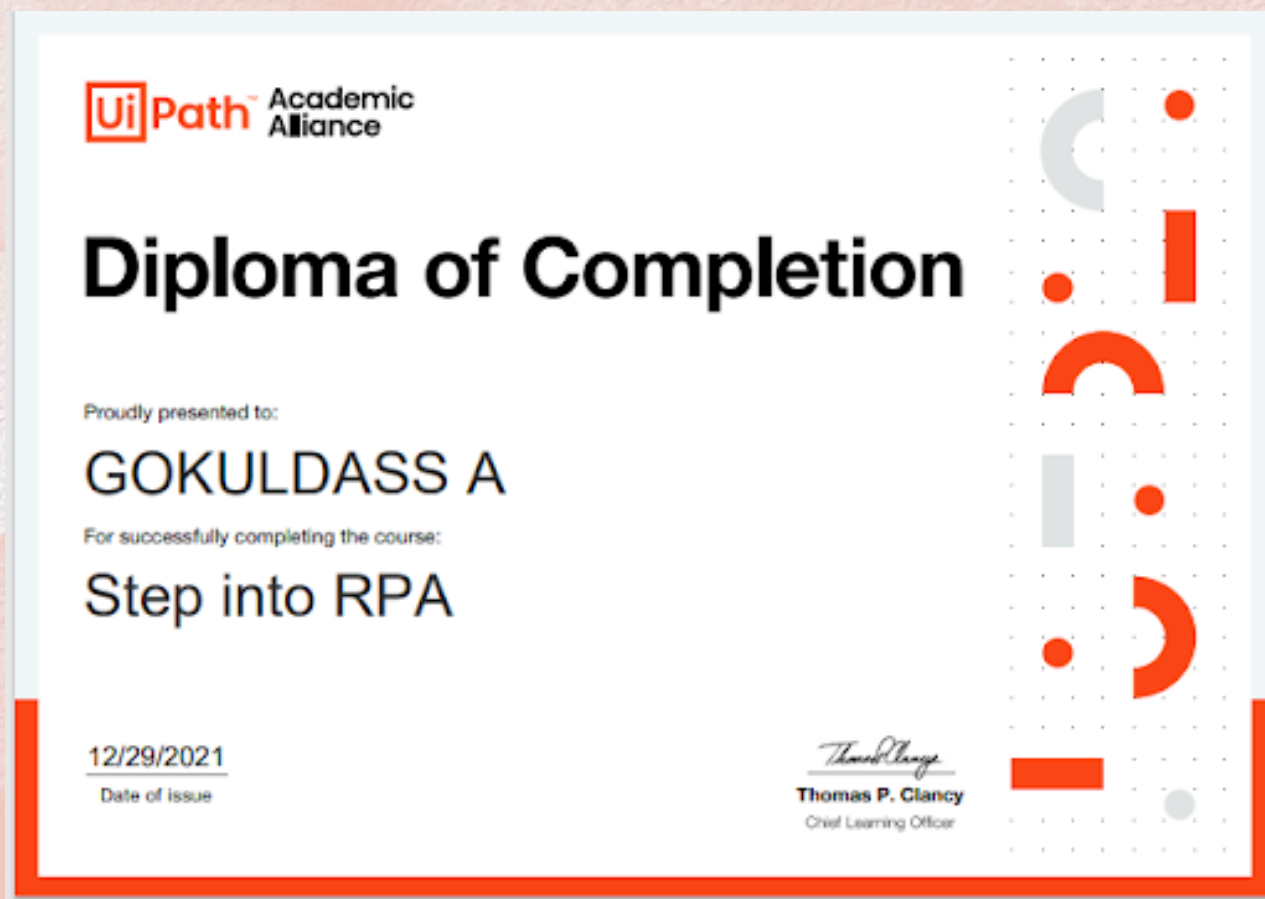 UiPath™ Academic
Alliance
Diploma of Completion
Proudly presented to:
GOKULDASS A
For successfully completing the course:
Step into RPA
12/29/2021
Date of issue
Thomas P. Clancy
Chief Learning Officer